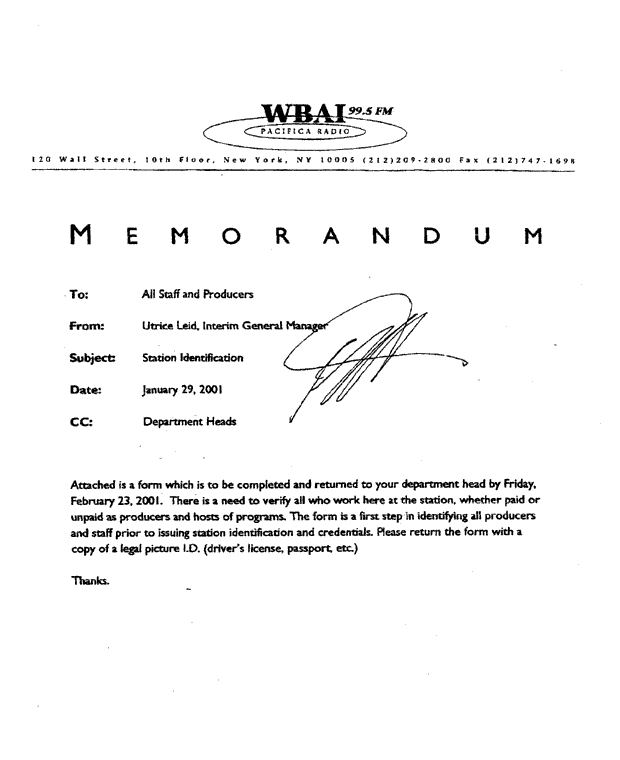 WBAI 99.5 FM
PACIFICA RADIO
120 Wall Street, 10th Floor, New York, NY 10005 (212)209-2800 Fax (212)747-1698
MEMORANDUM
To: All Staff and Producers
From: Utrice Leid, Interim General Manager
Subject: Station Identification
Date: January 29, 2001
CC: Department Heads
Attached is a form which is to be completed and returned to your department head by Friday,
February 23, 2001. There is a need to verify all who work here at the station, whether paid or
unpaid as producers and hosts of programs. The form is a first step in identifying all producers
and staff prior to issuing station identification and credentials. Please return the form with a
copy of a legal picture I.D. (driver's license, passport, etc.)
Thanks.